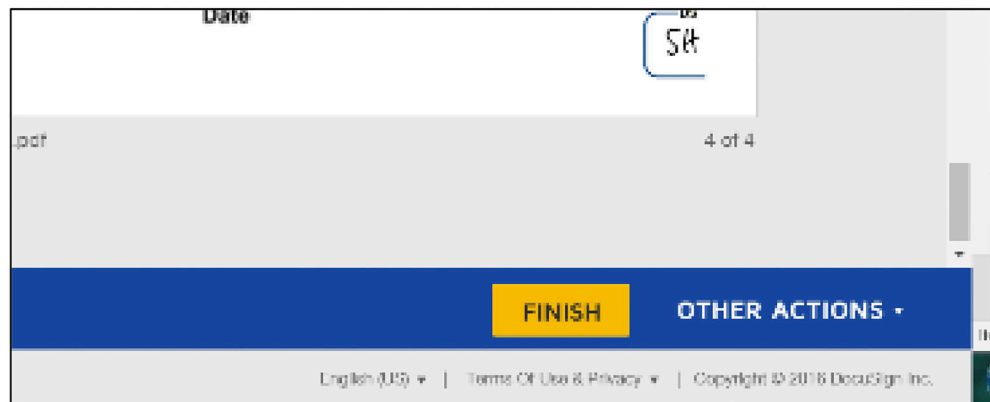 Date
DS
SH
.pdf
4 of 4
FINISH
OTHER ACTIONS
English (US) | Terms Of Use & Privacy | Copyright © 2016 DocuSign Inc.